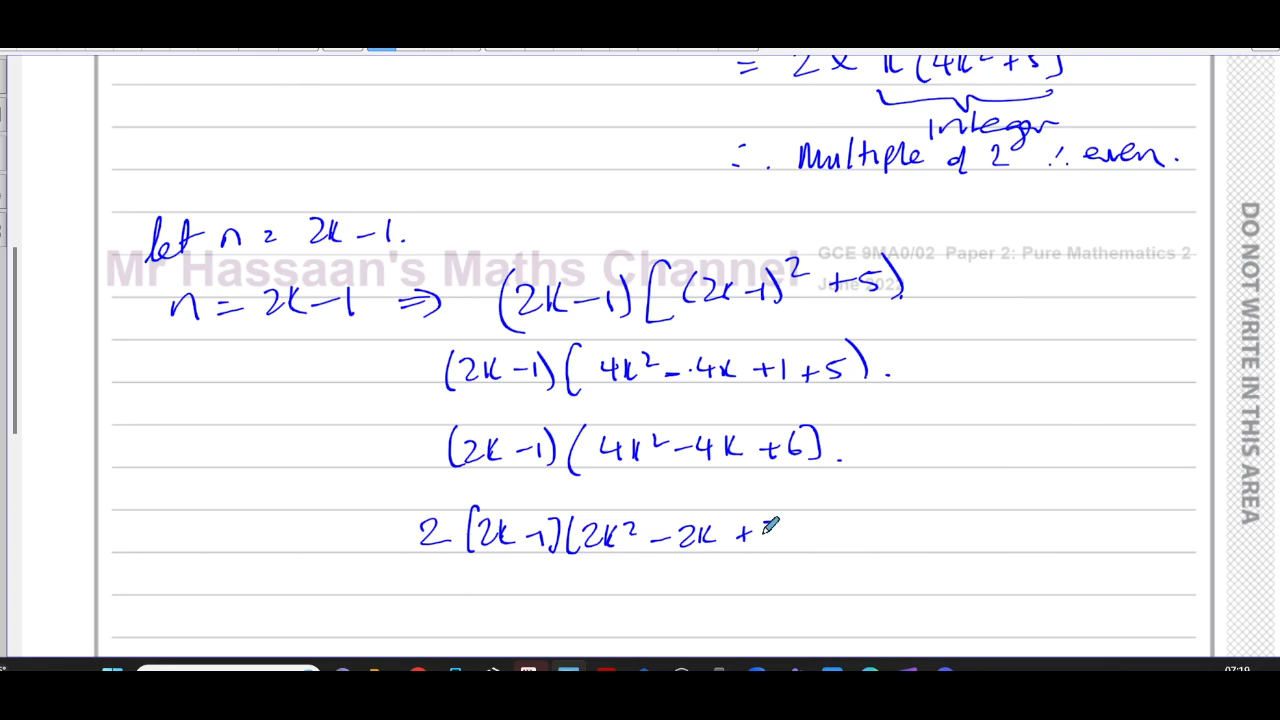 = 2 × k(4k² + 5)
Integer
∴ Multiple of 2 ∴ even.
let n = 2k - 1.
Mr Hassaan's Maths Channel
GCE 9MA0/02 Paper 2: Pure Mathematics 2
n = 2k - 1 ⇒ (2k - 1)[(2k - 1)² + 5).
(2k - 1)(4k² - 4k + 1 + 5).
(2k - 1)(4k² - 4k + 6].
2 [2k - 1](2k² - 2k +
DO NOT WRITE IN THIS AREA
07:19